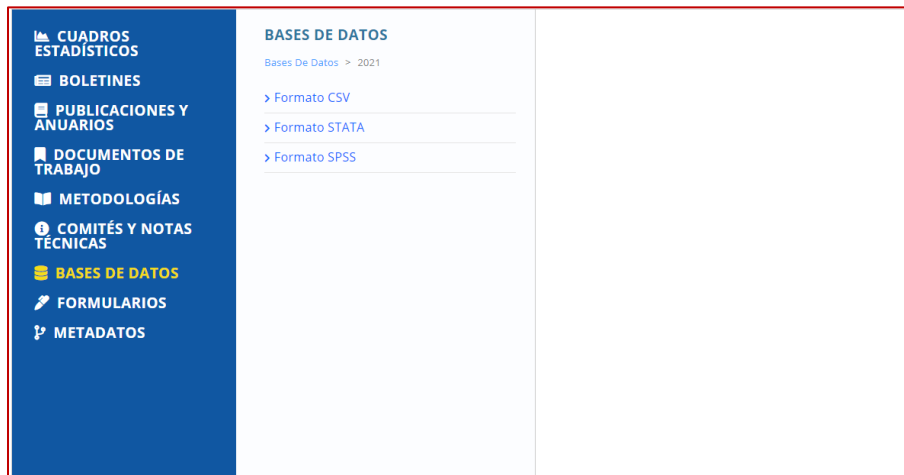 CUADROS
ESTADÍSTICOS
BOLETINES
PUBLICACIONES Y
ANUARIOS
DOCUMENTOS DE
TRABAJO
METODOLOGÍAS
COMITÉS Y NOTAS
TÉCNICAS
BASES DE DATOS
FORMULARIOS
METADATOS
BASES DE DATOS
Bases De Datos > 2021
Formato CSV
Formato STATA
Formato SPSS